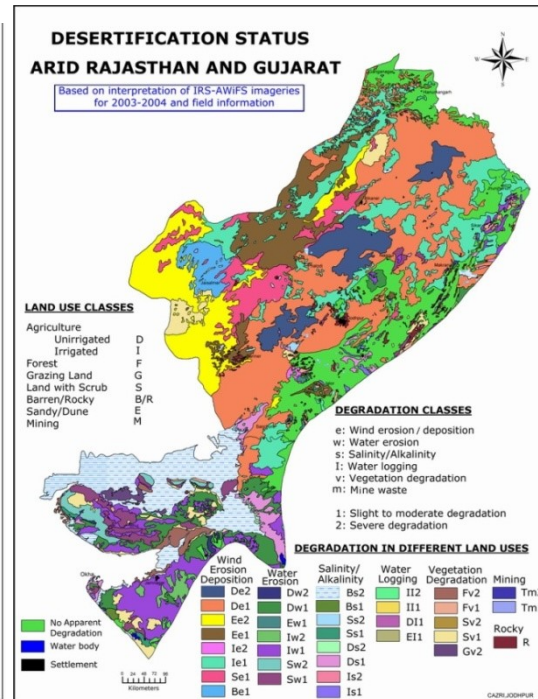 DESERTIFICATION STATUS
ARID RAJASTHAN AND GUJARAT
Based on interpretation of IRS-AWiFS imageries
for 2003-2004 and field information
N
W
E
S
LAND USE CLASSES
Agriculture
Unirrigated D
Irrigated I
Forest F
Grazing Land G
Land with Scrub S
Barren/Rocky B/R
Sandy/Dune E
Mining M
DEGRADATION CLASSES
e: Wind erosion/deposition
w: Water erosion
s: Salinity/Alkalinity
I: Water logging
v: Vegetation degradation
m: Mine waste
1: Slight to moderate degradation
2: Severe degradation
DEGRADATION IN DIFFERENT LAND USES
Wind
Erosion
Deposition
De2
De1
Ee2
Ee1
Ie2
Ie1
Se1
Be1
Water
Erosion
Dw2
Dw1
Ew1
Iw2
Iw1
Sw2
Sw1
Salinity/
Alkalinity
Bs2
Bs1
Ss2
Ss1
Ds2
Ds1
Is2
Is1
Water
Logging
II2
II1
DI1
EI1
Vegetation
Degradation
Fv2
Fv1
Sv2
Sv1
Gv2
Mining
Tm
Tm
Rocky
R
Okha
No Apparent
Degradation
Water body
Settlement
Kilometers
CAZRI,JODHPUR